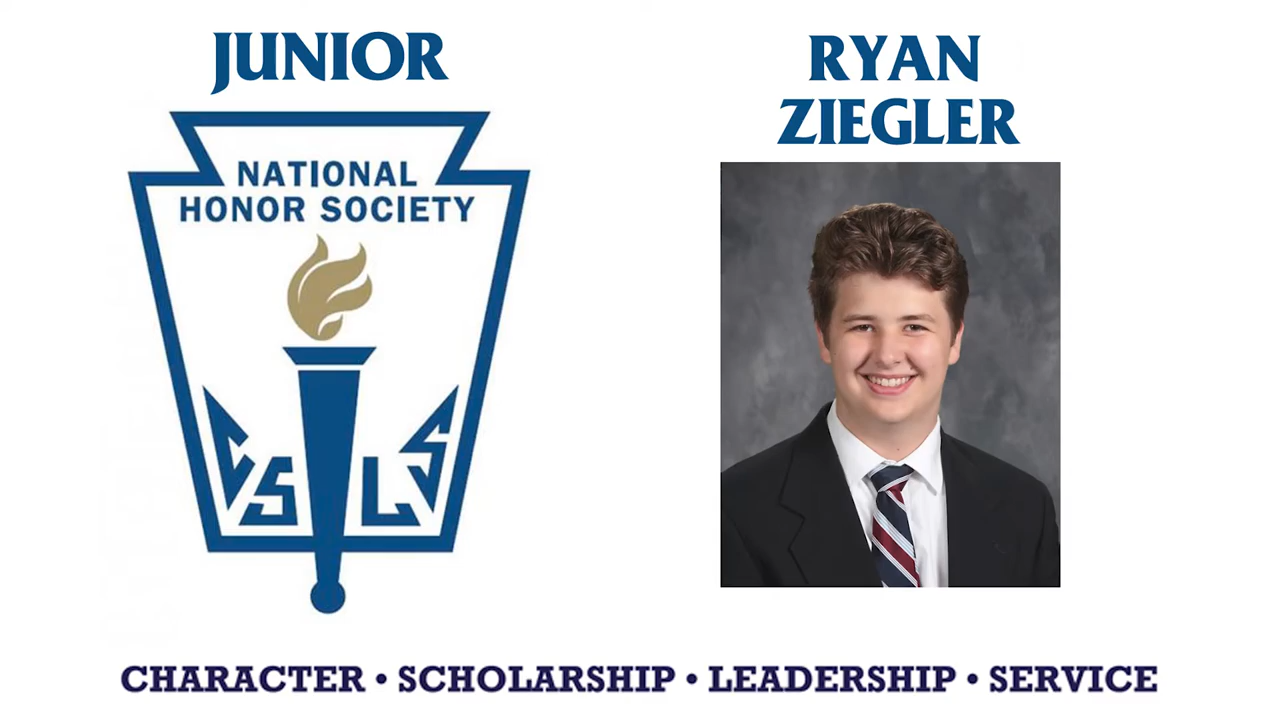 JUNIOR
NATIONAL
HONOR SOCIETY
C S L S
RYAN
ZIEGLER
CHARACTER • SCHOLARSHIP • LEADERSHIP • SERVICE